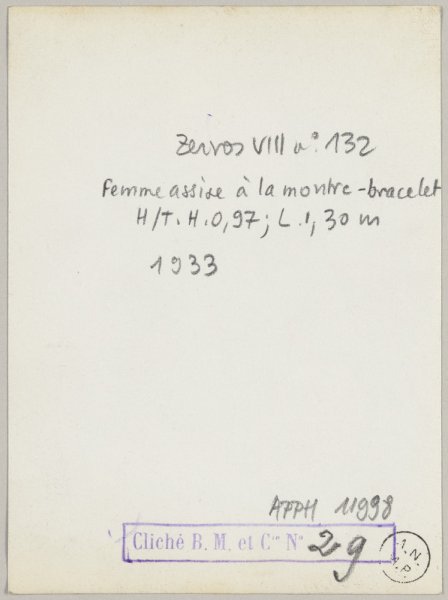 Zervos VIII n° 132
Femme assise à la montre-bracelet
H/T. H. 0,97; L. 1,30 m
1933
APPH 11998
Cliché B. M. et Cie N° 29